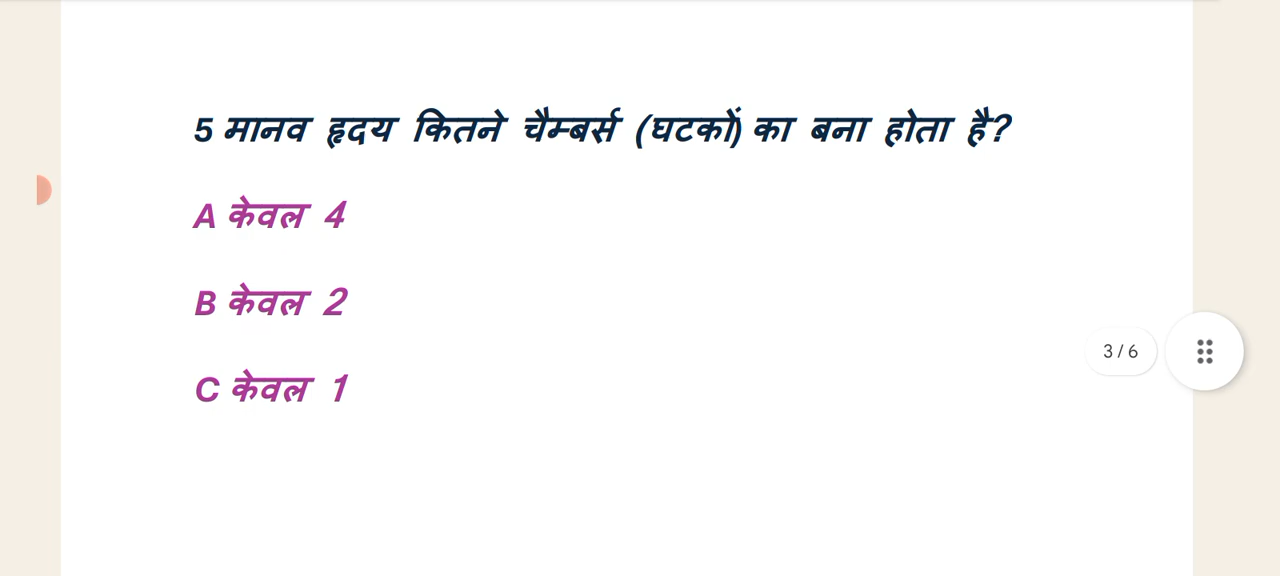 5 मानव हृदय कितने चैम्बर्स (घटकों) का बना होता है?
A केवल 4
B केवल 2
3 / 6
C केवल 1